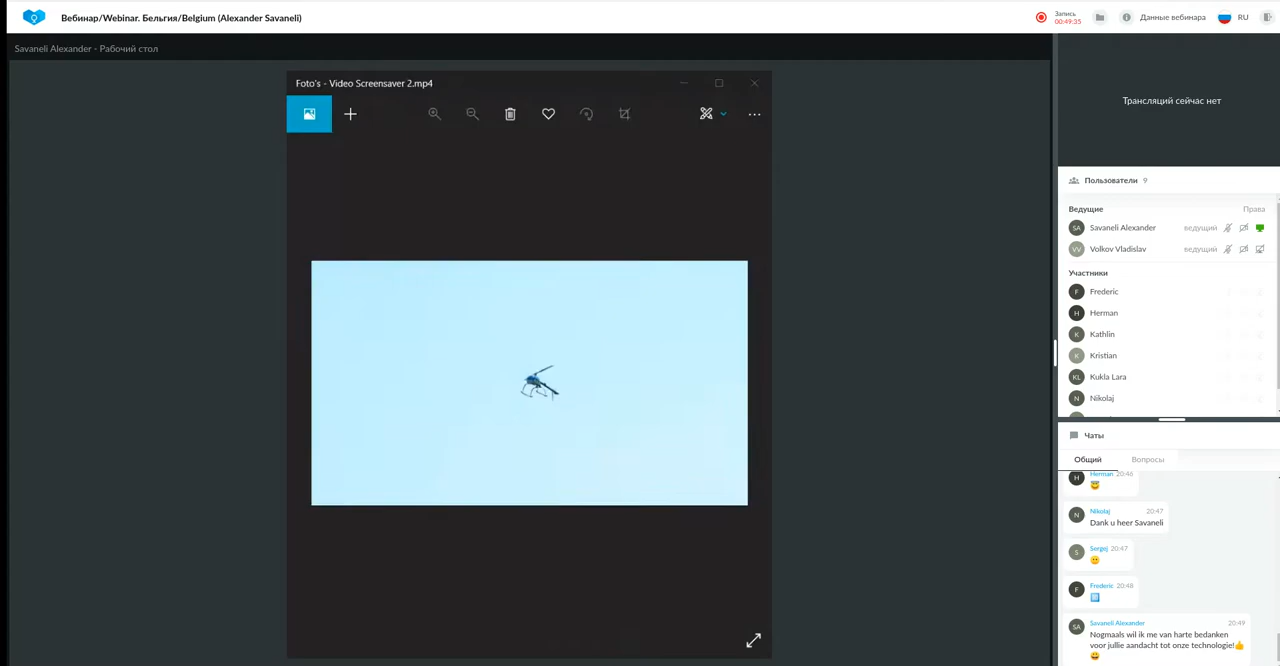 Вебинар/Webinar. Бельгия/Belgium (Alexander Savaneli)
Запись
00:49:35
Данные вебинара
RU
Savaneli Alexander - Рабочий стол
Foto's - Video Screensaver 2.mp4
Трансляций сейчас нет
Пользователи 9
Ведущие Права
SA Savaneli Alexander ведущий
VV Volkov Vladislav ведущий
Участники
F Frederic
H Herman
K Kathlin
K Kristian
KL Kukla Lara
N Nikolaj
Чаты
Общий Вопросы
H Herman 20:46
N Nikolaj 20:47
Dank u heer Savaneli
S Sergej 20:47
F Frederic 20:48
SA Savaneli Alexander 20:49
Nogmaals wil ik me van harte bedanken
voor jullie aandacht tot onze technologie!